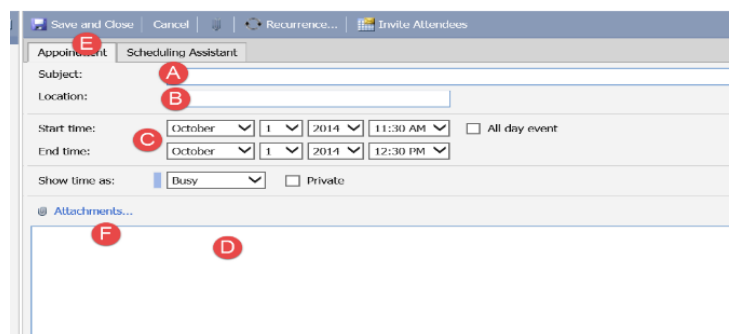 Save and Close | Cancel | | Recurrence... | Invite Attendees
E
Appointment Scheduling Assistant
Subject: A
Location: B
Start time: October 1 2014 11:30 AM All day event
C
End time: October 1 2014 12:30 PM
Show time as: Busy Private
Attachments...
F
D